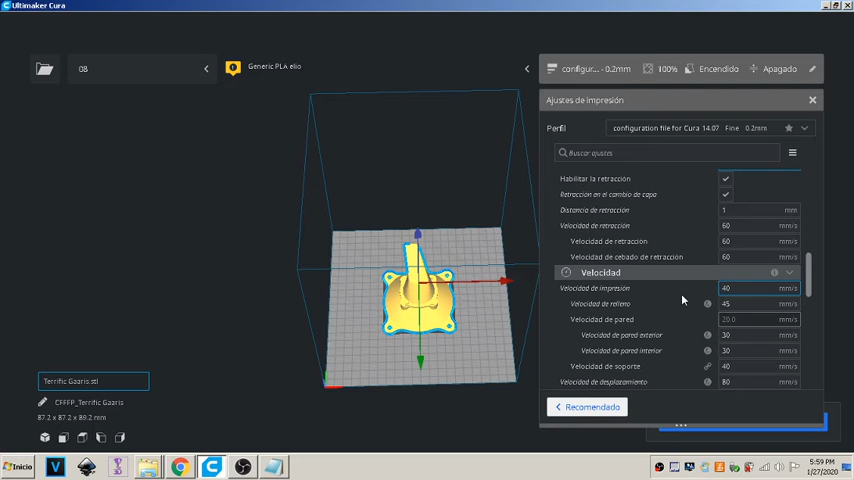 Ultimaker Cura
08
Generic PLA elio
configur... - 0.2mm
100%
Encendido
Apagado
Ajustes de impresión
Perfil
configuration file for Cura 14.07 Fine 0.2mm
Buscar ajustes
Habilitar la retracción
Retracción en el cambio de capa
Distancia de retracción 1 mm
Velocidad de retracción 60 mm/s
Velocidad de retracción 60 mm/s
Velocidad de cebado de retracción 60 mm/s
Velocidad
Velocidad de impresión 40 mm/s
Velocidad de relleno 45 mm/s
Velocidad de pared 20.0 mm/s
Velocidad de pared exterior 30 mm/s
Velocidad de pared interior 30 mm/s
Velocidad de soporte 40 mm/s
Velocidad de desplazamiento 80 mm/s
Recomendado
Terrific Gaaris.stl
CFFFP_Terrific Gaaris
87.2 x 87.2 x 89.2 mm
Inicio
5:59 PM
1/27/2020